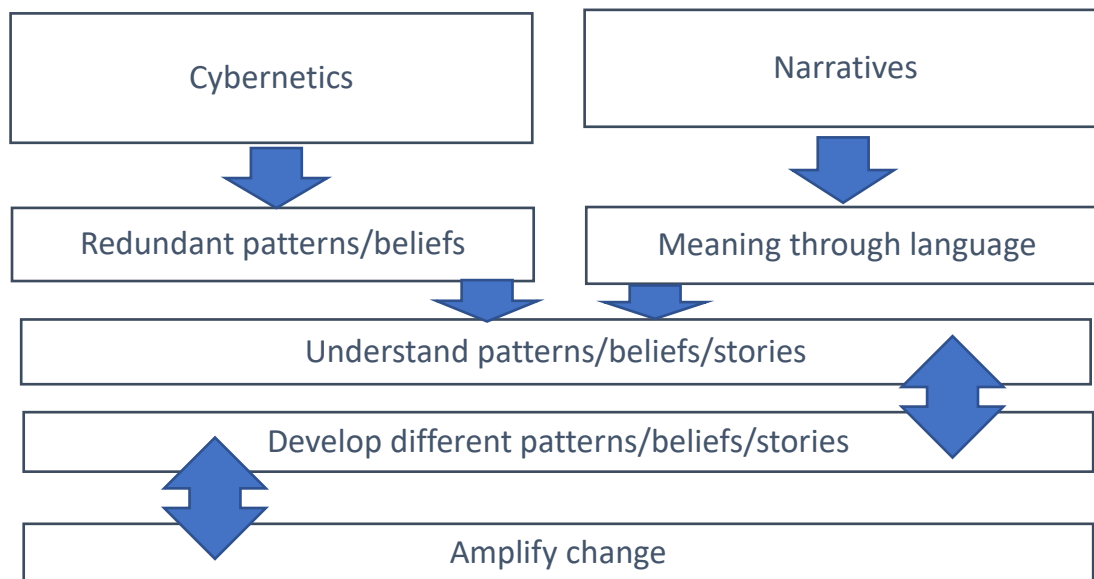 Cybernetics
Narratives
Redundant patterns/beliefs
Meaning through language
Understand patterns/beliefs/stories
Develop different patterns/beliefs/stories
Amplify change